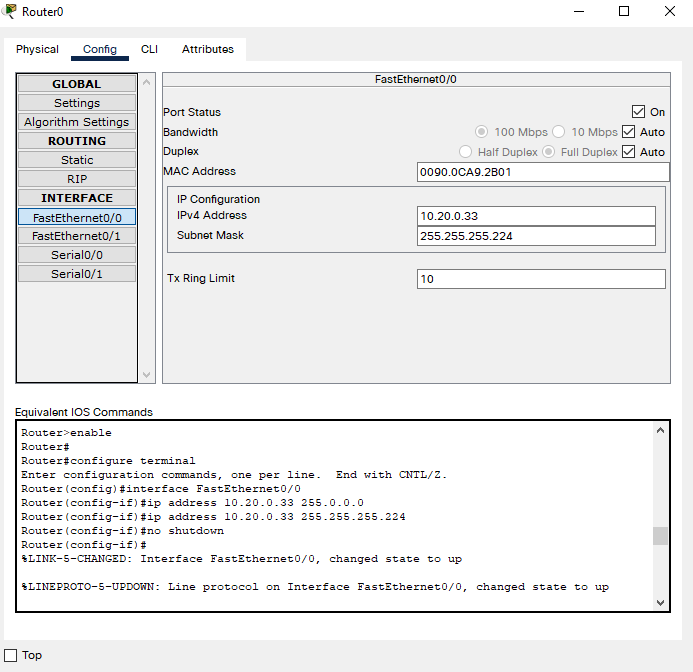 Router0
Physical Config CLI Attributes
GLOBAL
Settings
Algorithm Settings
ROUTING
Static
RIP
INTERFACE
FastEthernet0/0
FastEthernet0/1
Serial0/0
Serial0/1
FastEthernet0/0
Port Status On
Bandwidth 100 Mbps 10 Mbps Auto
Duplex Half Duplex Full Duplex Auto
MAC Address 0090.0CA9.2B01
IP Configuration
IPv4 Address 10.20.0.33
Subnet Mask 255.255.255.224
Tx Ring Limit 10
Equivalent IOS Commands
Router>enable
Router#
Router#configure terminal
Enter configuration commands, one per line. End with CNTL/Z.
Router(config)#interface FastEthernet0/0
Router(config-if)#ip address 10.20.0.33 255.0.0.0
Router(config-if)#ip address 10.20.0.33 255.255.255.224
Router(config-if)#no shutdown
Router(config-if)#
%LINK-5-CHANGED: Interface FastEthernet0/0, changed state to up
%LINEPROTO-5-UPDOWN: Line protocol on Interface FastEthernet0/0, changed state to up
Top